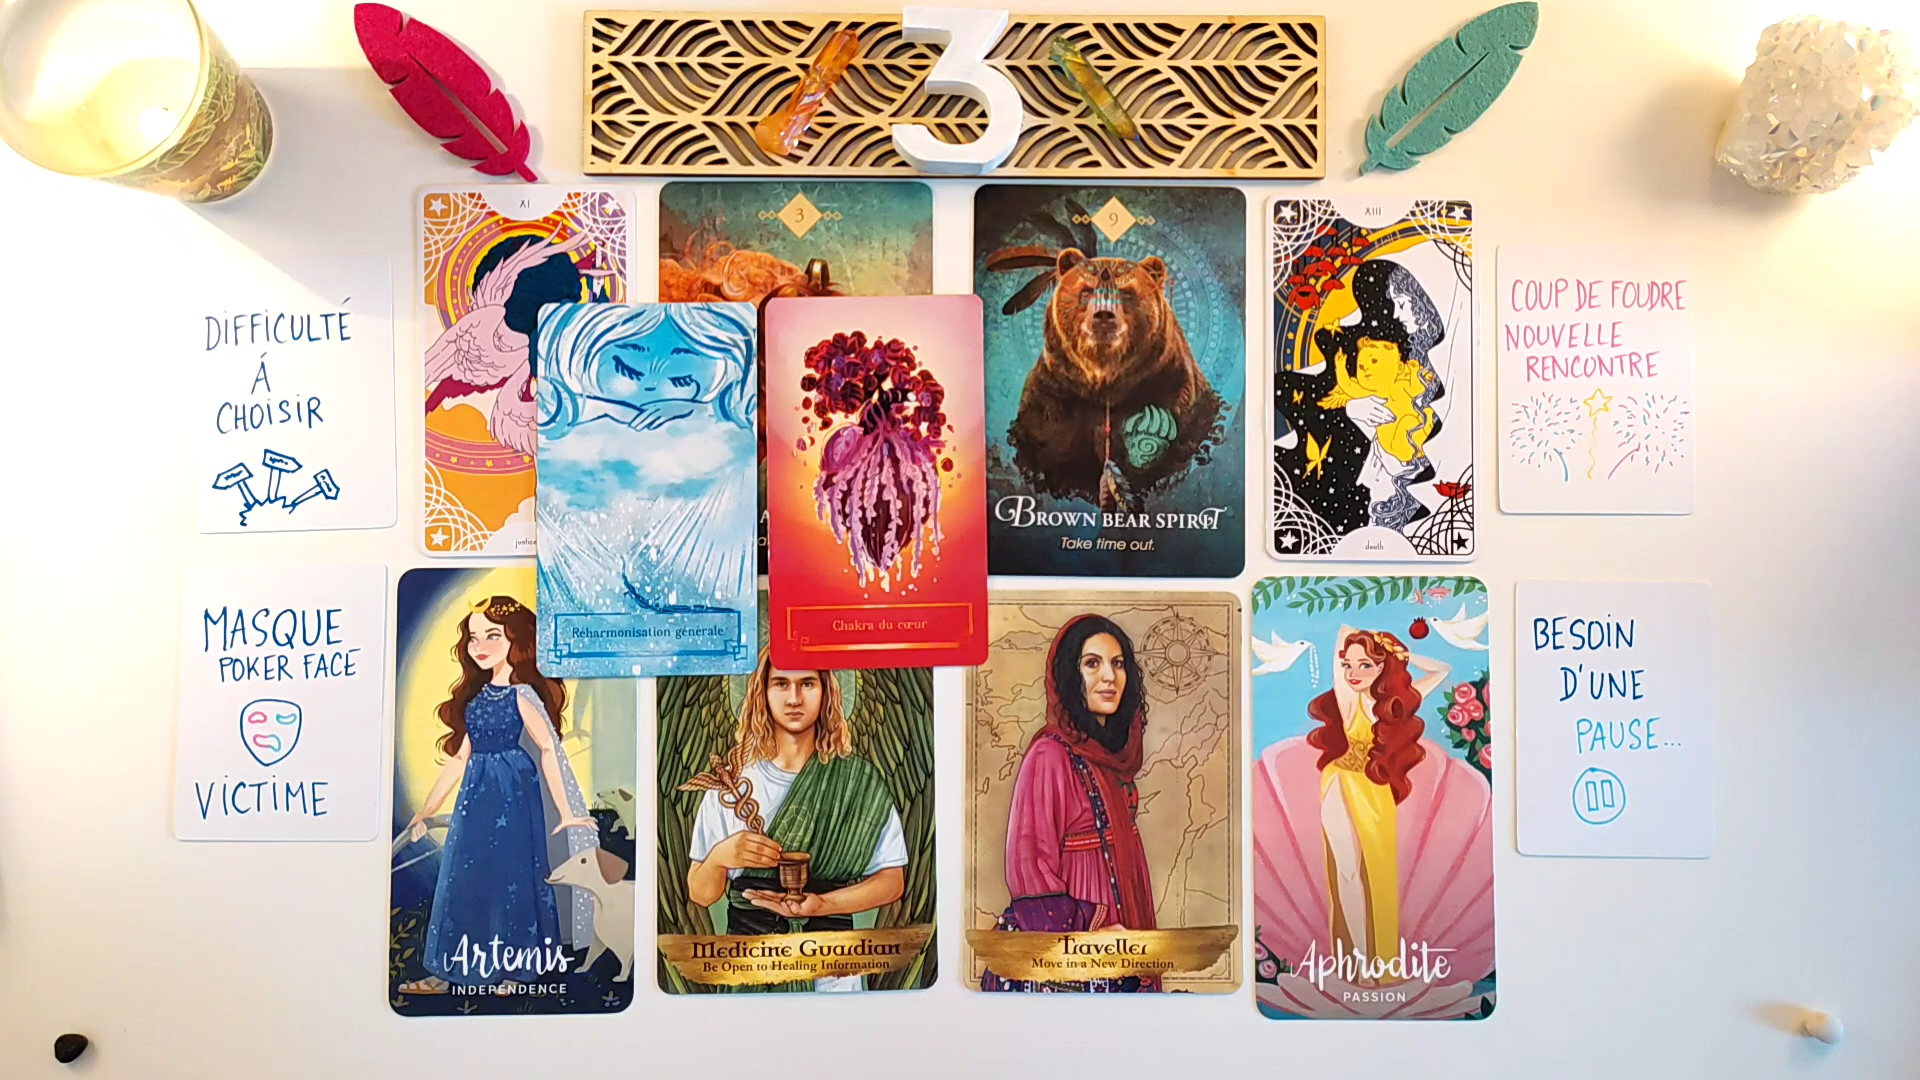 3
XI
3
9
XIII
DIFFICULTÉ
À
CHOISIR
COUP DE FOUDRE
NOUVELLE
RENCONTRE
justice
BROWN BEAR SPIRIT
Take time out.
death
MASQUE
POKER FACE
VICTIME
Réharmonisation générale
Chakra du cœur
BESOIN
D'UNE
PAUSE...
Artemis
INDEPENDENCE
Medicine Guardian
Be Open to Healing Information
Traveller
Move in a New Direction
Aphrodite
PASSION